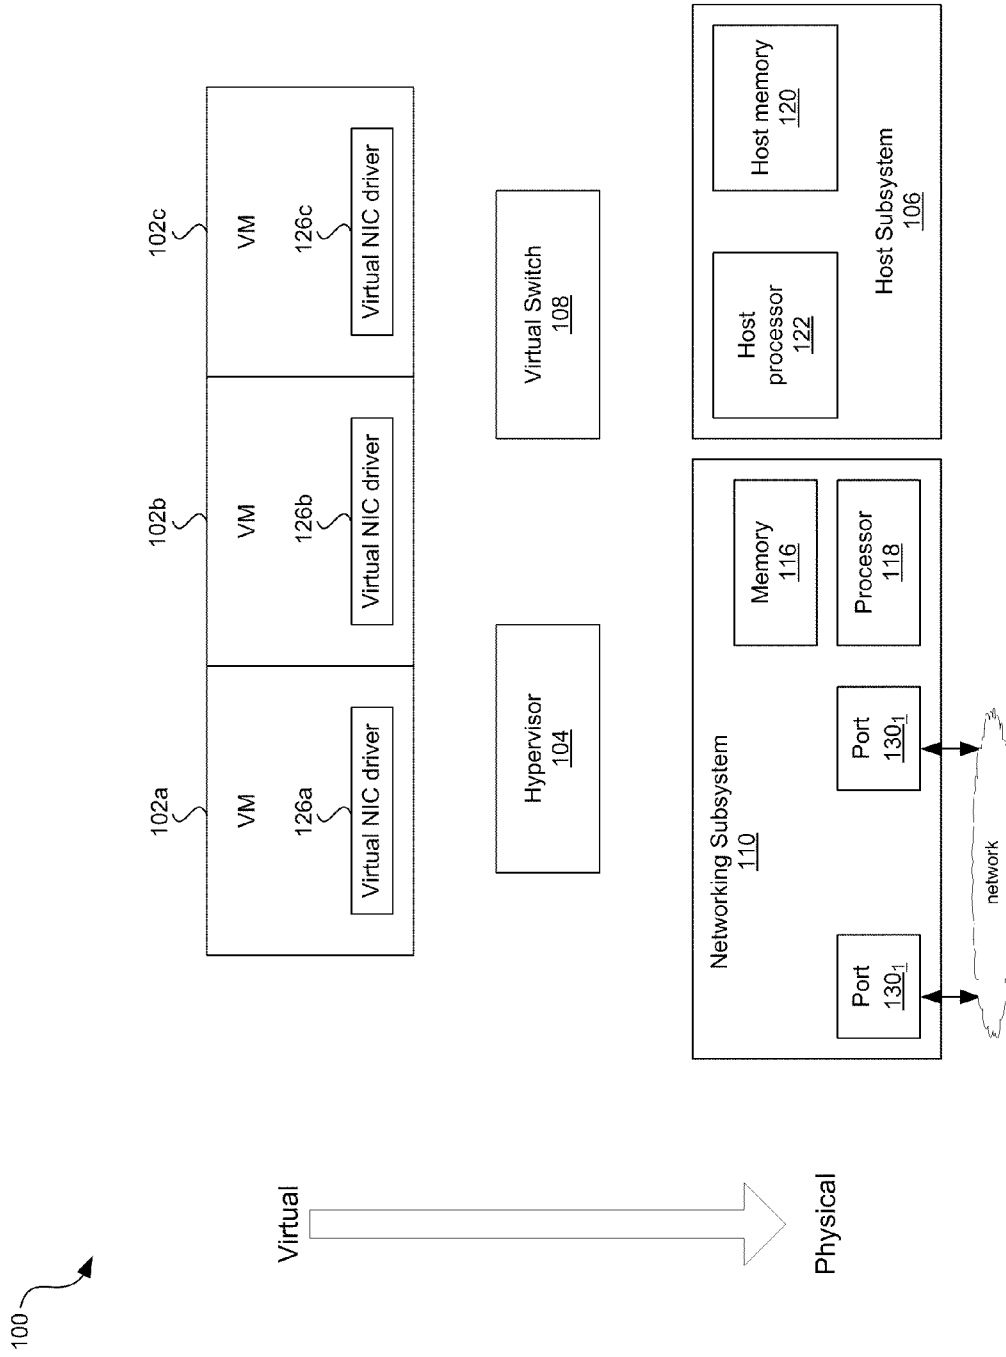 100
Virtual
Physical
102a
102b
102c
VM
VM
VM
126a
126b
126c
Virtual NIC driver
Virtual NIC driver
Virtual NIC driver
Hypervisor
104
Virtual Switch
108
Networking Subsystem
110
Memory
116
Processor
118
Port
130₁
Port
130₁
network
Host memory
120
Host
processor
122
Host Subsystem
106